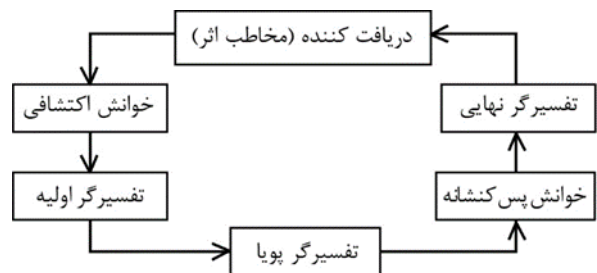 دریافت کننده (مخاطب اثر)
خوانش اکتشافی
تفسیرگر نهایی
تفسیرگر اولیه
خوانش پس کنشانه
تفسیرگر پویا